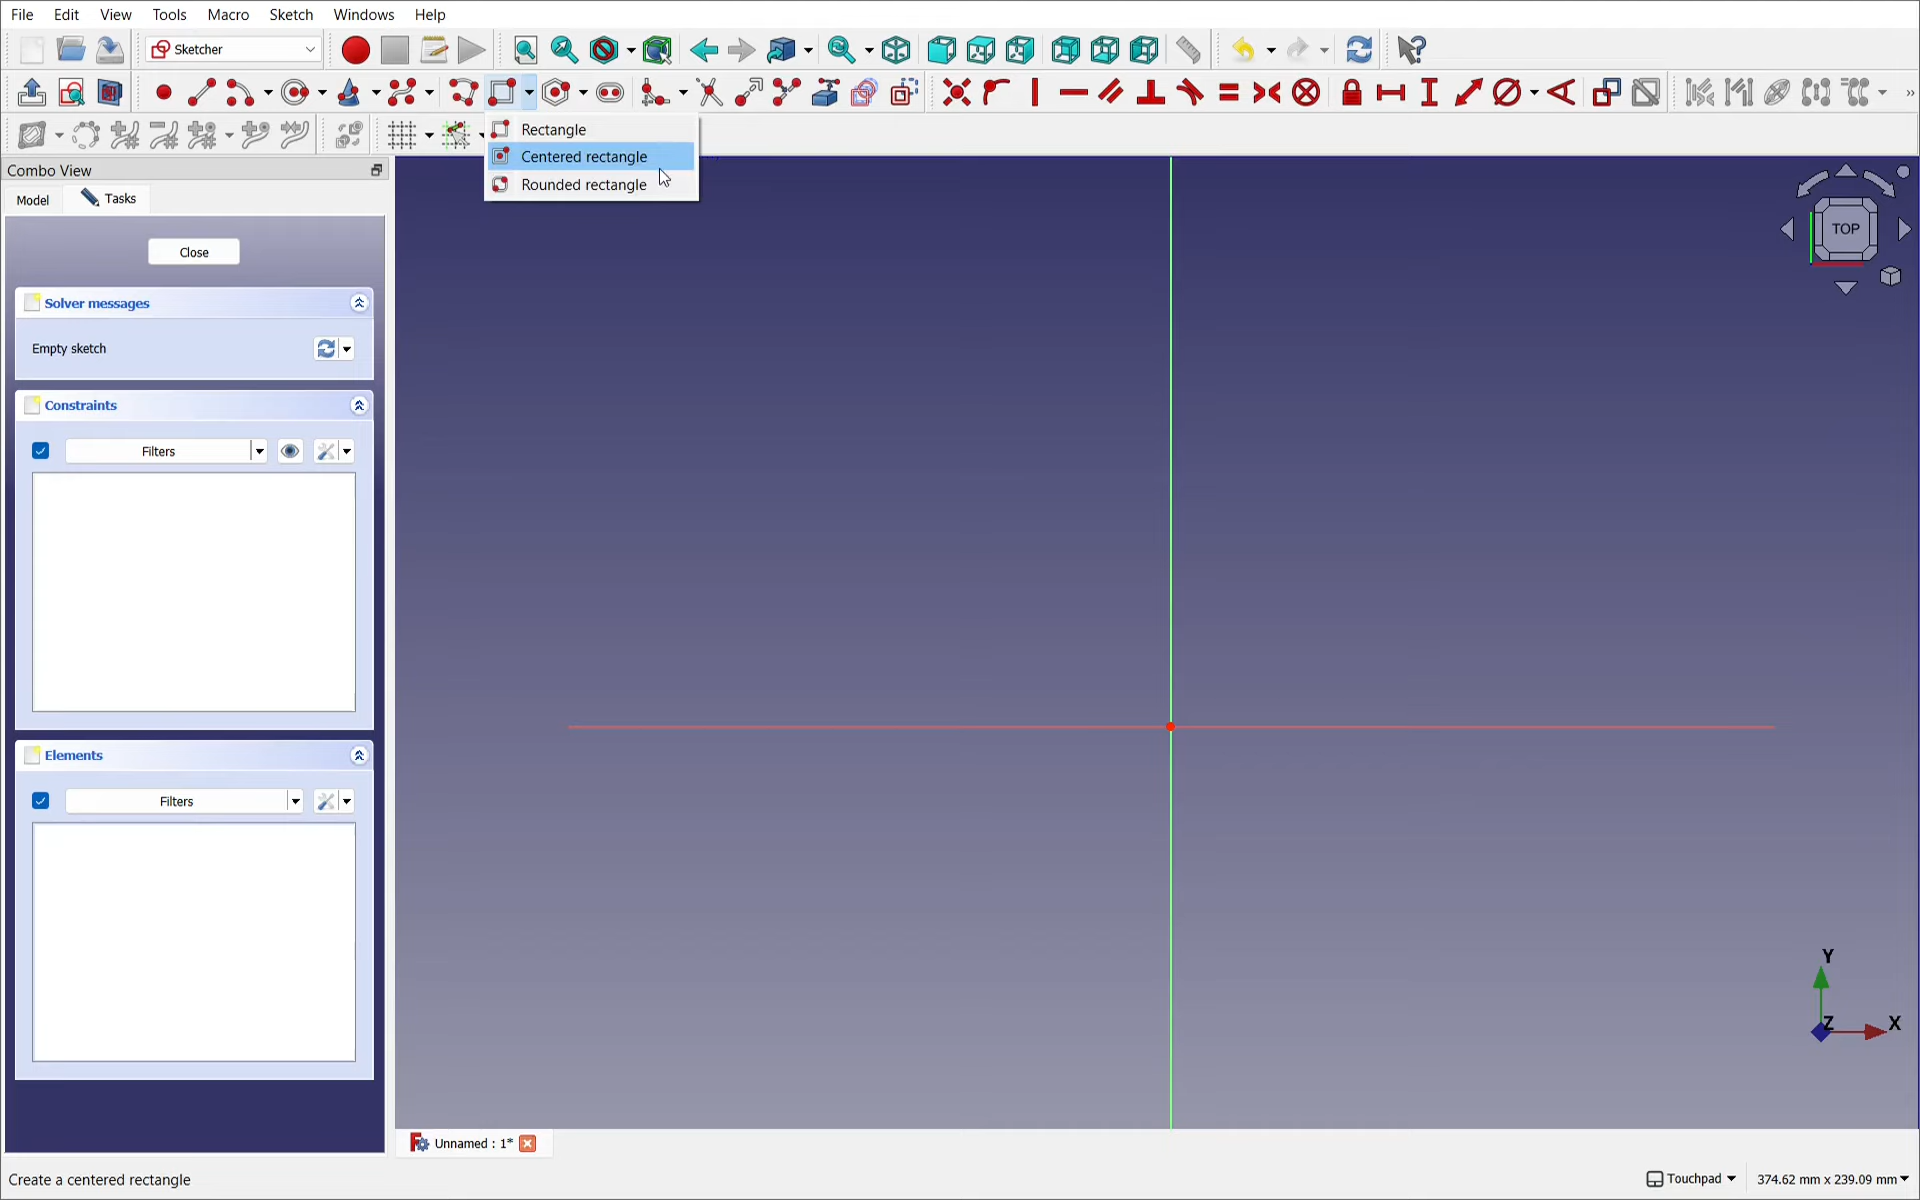 File Edit View Tools Macro Sketch Windows Help
Sketcher
Rectangle
Centered rectangle
Rounded rectangle
Combo View
Model Tasks
Close
Solver messages
Empty sketch
Constraints
Filters
Elements
Filters
TOP
Y
Z X
Unnamed : 1*
Create a centered rectangle
Touchpad 374.62 mm x 239.09 mm